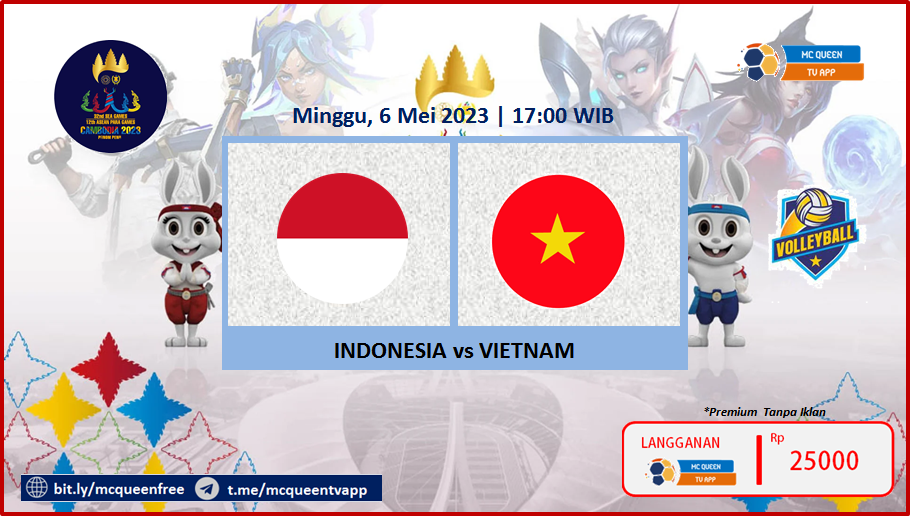 32nd SEA GAMES
12th ASEAN PARA GAMES
CAMBODIA 2023
PHNOM PENH
MC QUEEN
TV APP
Minggu, 6 Mei 2023 | 17:00 WIB
VOLLEYBALL
INDONESIA vs VIETNAM
*Premium Tanpa Iklan
LANGGANAN
MC QUEEN
TV APP
Rp
25000
bit.ly/mcqueenfree
t.me/mcqueentvapp